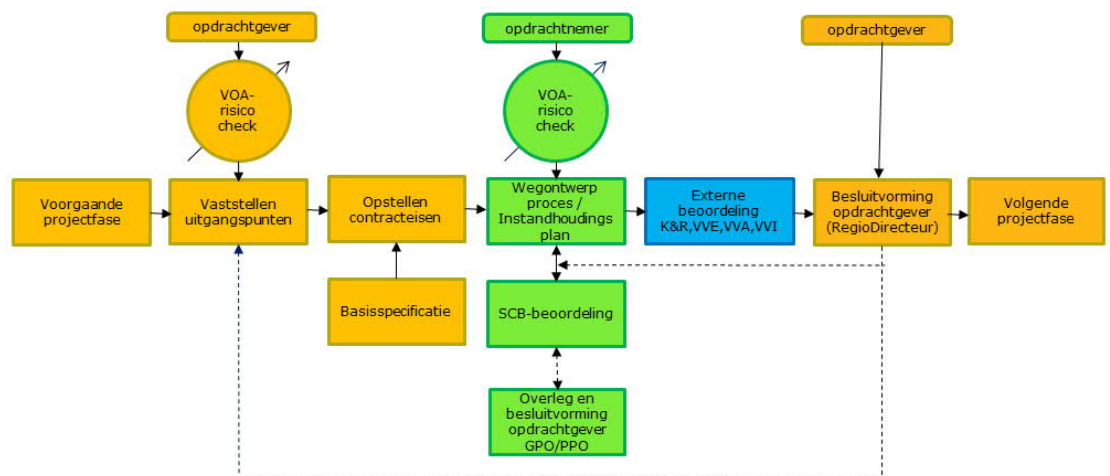 opdrachtgever
opdrachtnemer
opdrachtgever
VOA-
risico
check
VOA-
risico
check
Voorgaande
projectfase
Vaststellen
uitgangspunten
Opstellen
contracteisen
Wegontwerp
proces /
Instandhoudings
plan
Externe
beoordeling
K&R,VVE,VVA,VVI
Besluitvorming
opdrachtgever
(RegioDirecteur)
Volgende
projectfase
Basisspecificatie
SCB-beoordeling
Overleg en
besluitvorming
opdrachtgever
GPO/PPO